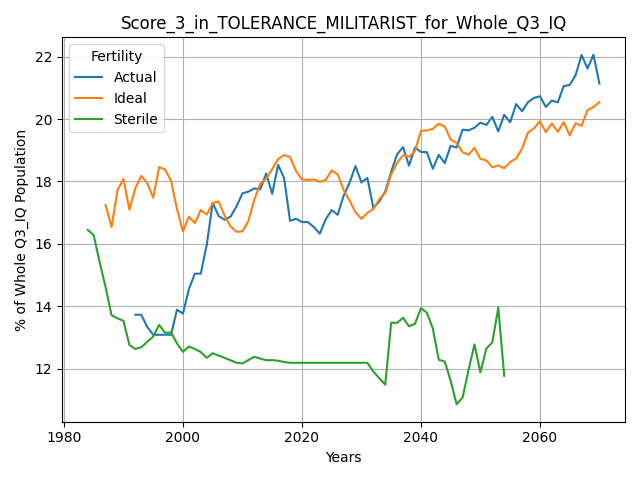 Score_3_in_TOLERANCE_MILITARIST_for_Whole_Q3_IQ
Fertility
Actual
Ideal
Sterile
% of Whole Q3_IQ Population
22
20
18
16
14
12
1980
2000
2020
2040
2060
Years